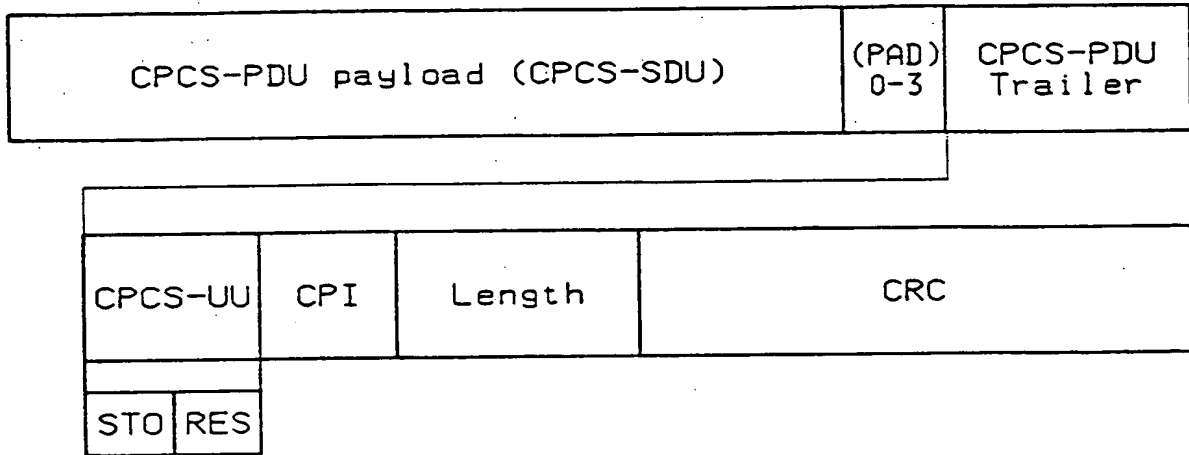 CPCS-PDU payload (CPCS-SDU)
(PAD)
0-3
CPCS-PDU
Trailer
CPCS-UU
CPI
Length
CRC
STO
RES